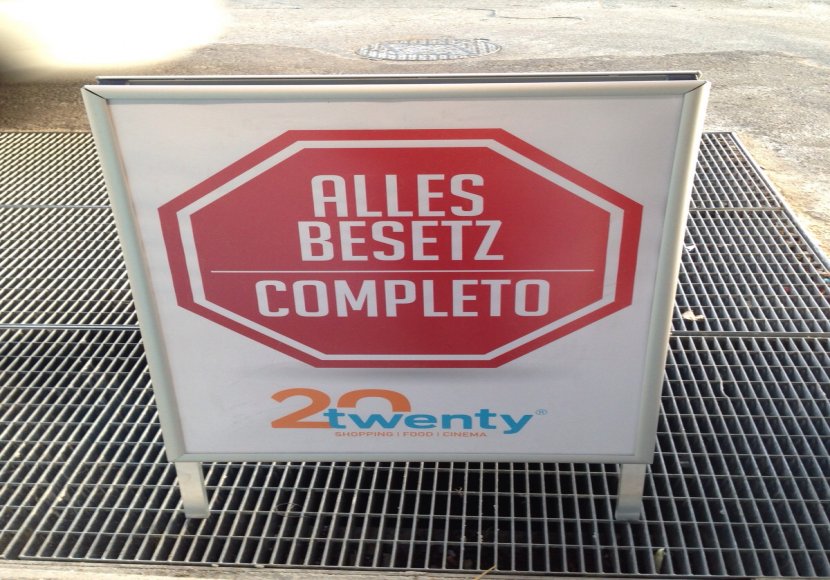 ALLES
BESETZ
COMPLETO
20twenty®
SHOPPING | FOOD | CINEMA